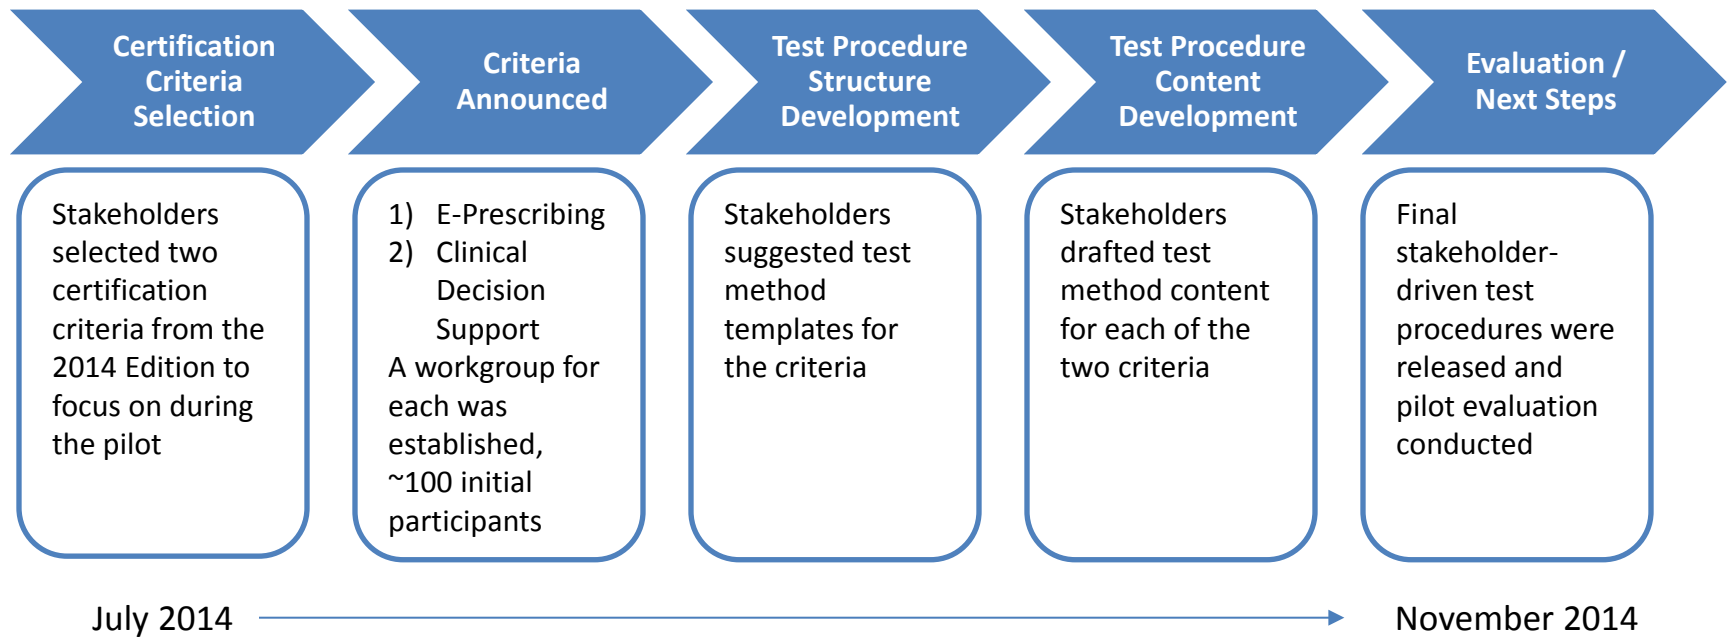 Certification
Criteria
Selection
Criteria
Announced
Test Procedure
Structure
Development
Test Procedure
Content
Development
Evaluation /
Next Steps
Stakeholders
selected two
certification
criteria from the
2014 Edition to
focus on during
the pilot
1) E-Prescribing
2) Clinical
Decision
Support
A workgroup for
each was
established,
~100 initial
participants
Stakeholders
suggested test
method
templates for
the criteria
Stakeholders
drafted test
method content
for each of the
two criteria
Final
stakeholder-
driven test
procedures were
released and
pilot evaluation
conducted
July 2014
November 2014